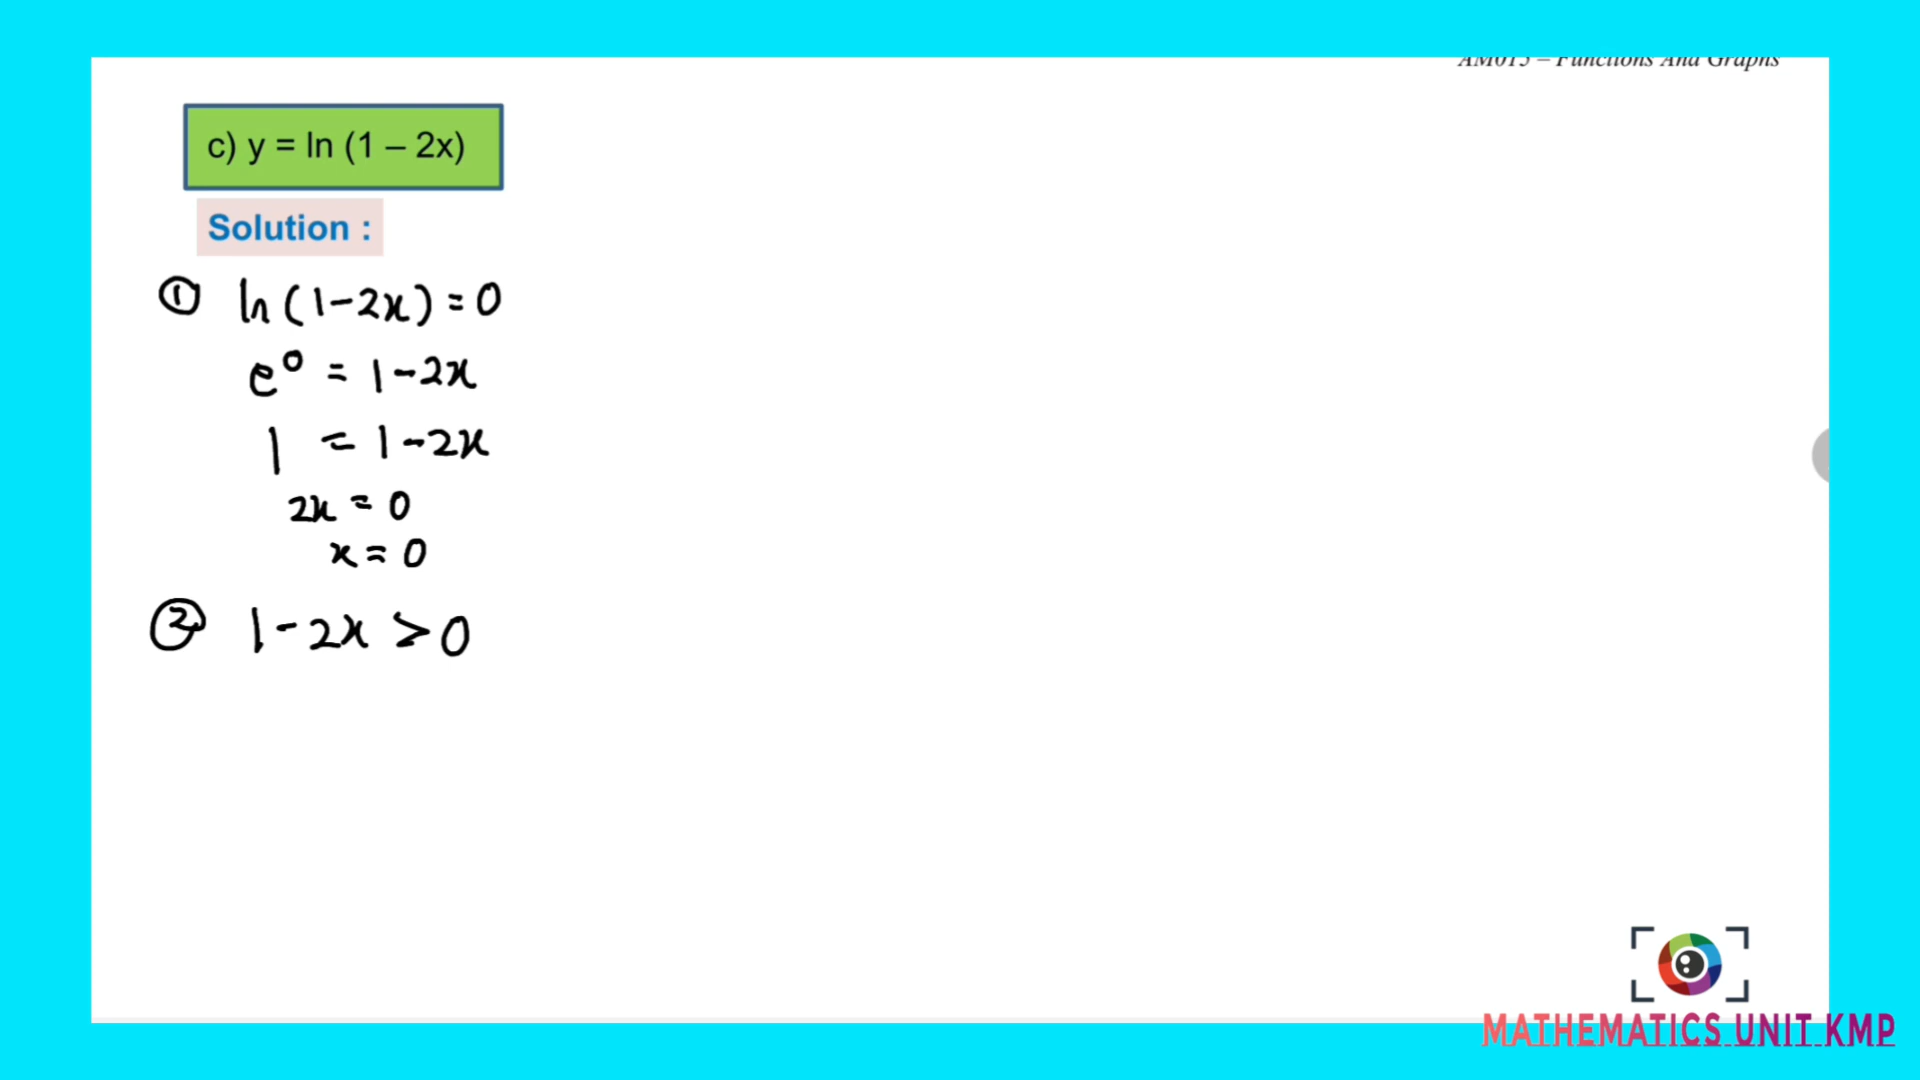 AM015 – Functions And Graphs
c) y = ln (1 – 2x)
Solution :
① ln(1-2x)=0
e⁰ = 1-2x
1 = 1-2x
2x = 0
x = 0
② 1-2x > 0
MATHEMATICS UNIT KMP